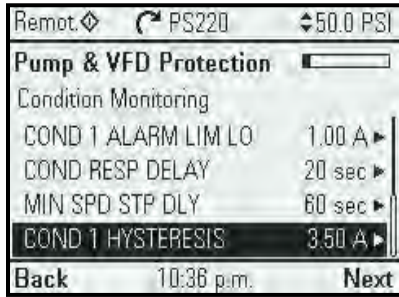 Remot. PS220 50.0 PSI
Pump & VFD Protection
Condition Monitoring
COND 1 ALARM LIM LO 1.00 A
COND RESP DELAY 20 sec
MIN SPD STP DLY 60 sec
COND 1 HYSTERESIS 3.50 A
Back 10:36 p.m. Next